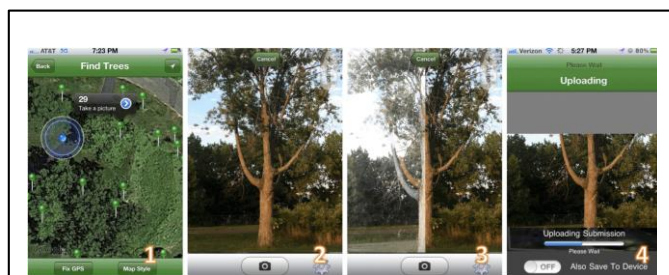 AT&T 7:23 PM
Back
Find Trees
29
Take a picture
Fix GPS
Map Style
1
Cancel
2
Cancel
3
Verizon 5:27 PM 80%
Please Wait
Uploading
Uploading Submission
Please Wait
OFF
Also Save To Device
4